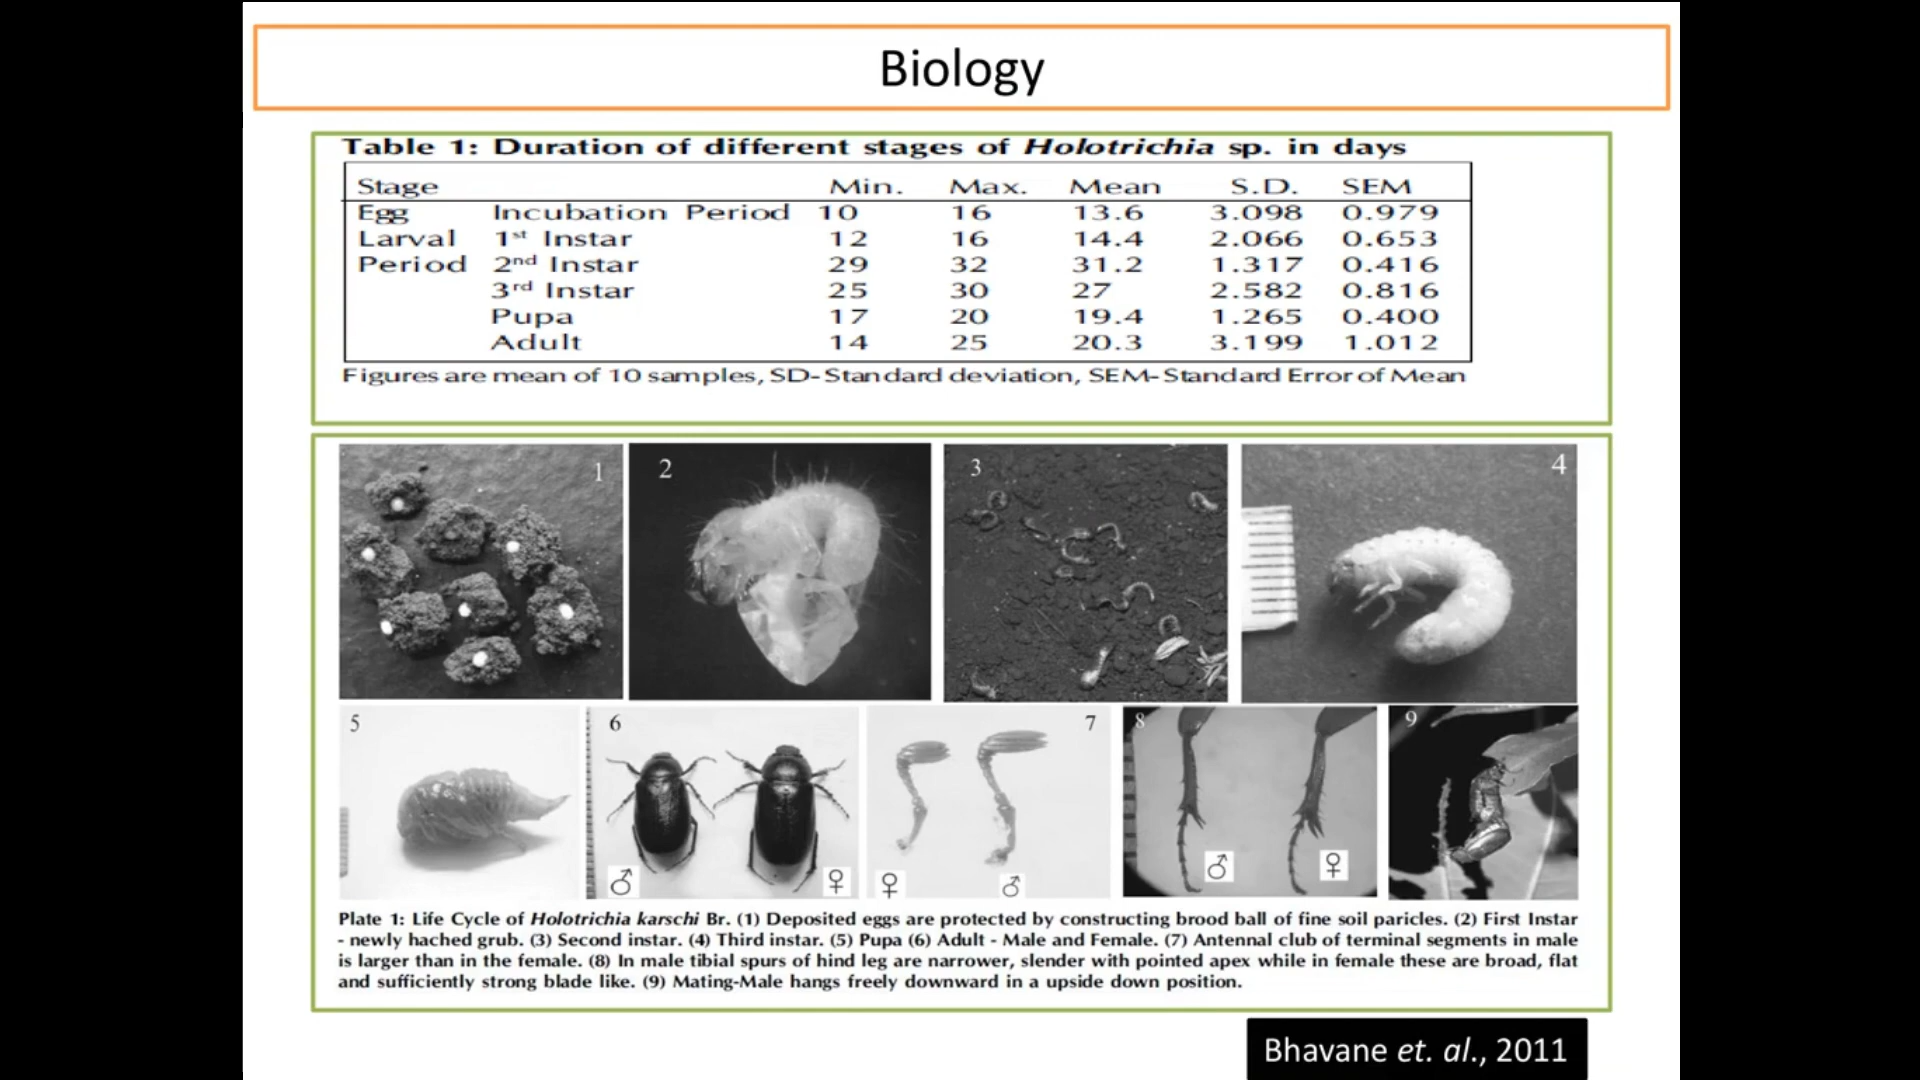 Biology
Table 1: Duration of different stages of Holotrichia sp. in days
Stage Min. Max. Mean S.D. SEM
Egg Incubation Period 10 16 13.6 3.098 0.979
Larval 1st Instar 12 16 14.4 2.066 0.653
Period 2nd Instar 29 32 31.2 1.317 0.416
3rd Instar 25 30 27 2.582 0.816
Pupa 17 20 19.4 1.265 0.400
Adult 14 25 20.3 3.199 1.012
Figures are mean of 10 samples, SD-Standard deviation, SEM-Standard Error of Mean
1
2
3
4
5
6
♂
♀
7
♀
♂
8
♂
♀
9
Plate 1: Life Cycle of Holotrichia karschi Br. (1) Deposited eggs are protected by constructing brood ball of fine soil paricles. (2) First Instar
- newly hached grub. (3) Second instar. (4) Third instar. (5) Pupa (6) Adult - Male and Female. (7) Antennal club of terminal segments in male
is larger than in the female. (8) In male tibial spurs of hind leg are narrower, slender with pointed apex while in female these are broad, flat
and sufficiently strong blade like. (9) Mating-Male hangs freely downward in a upside down position.
Bhavane et. al., 2011